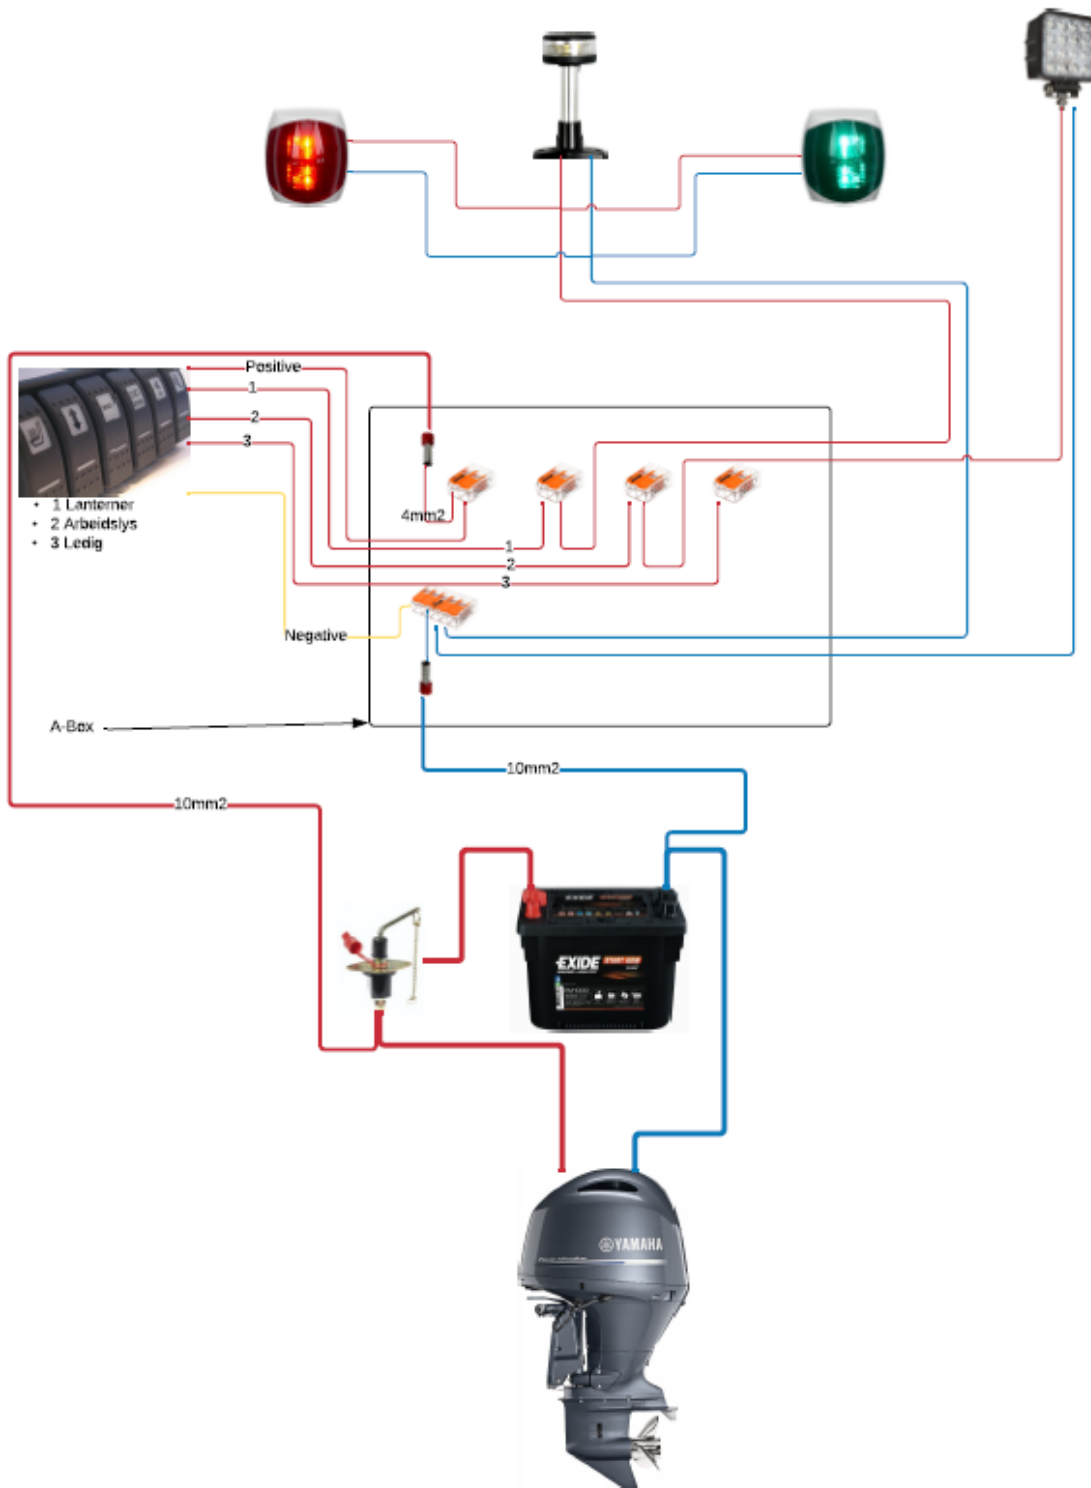 Positive
1
2
3
1 Lanterner
2 Arbeidslys
3 Ledig
4mm2
1
2
3
Negative
A-Box
10mm2
10mm2
EXIDE
EXIDE
YAMAHA